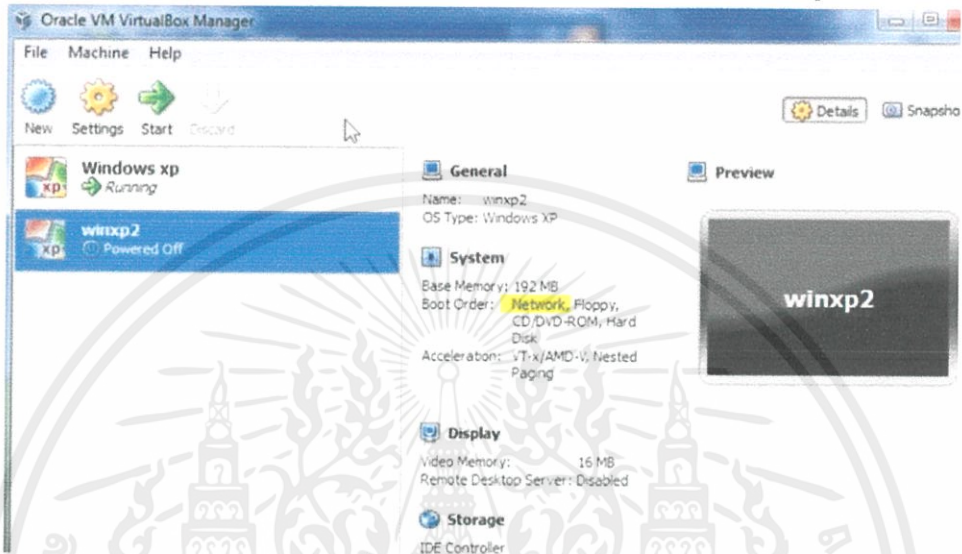 Oracle VM VirtualBox Manager
File Machine Help
New Settings Start Discard
Details Snapsho
Windows xp
Running
winxp2
Powered Off
xp
xp
General
Name: winxp2
OS Type: Windows XP
System
Base Memory: 192 MB
Boot Order: Network, Floppy,
CD/DVD-ROM, Hard
Disk
Acceleration: VT-x/AMD-V, Nested
Paging
Display
Video Memory: 16 MB
Remote Desktop Server: Disabled
Storage
IDE Controller
Preview
winxp2